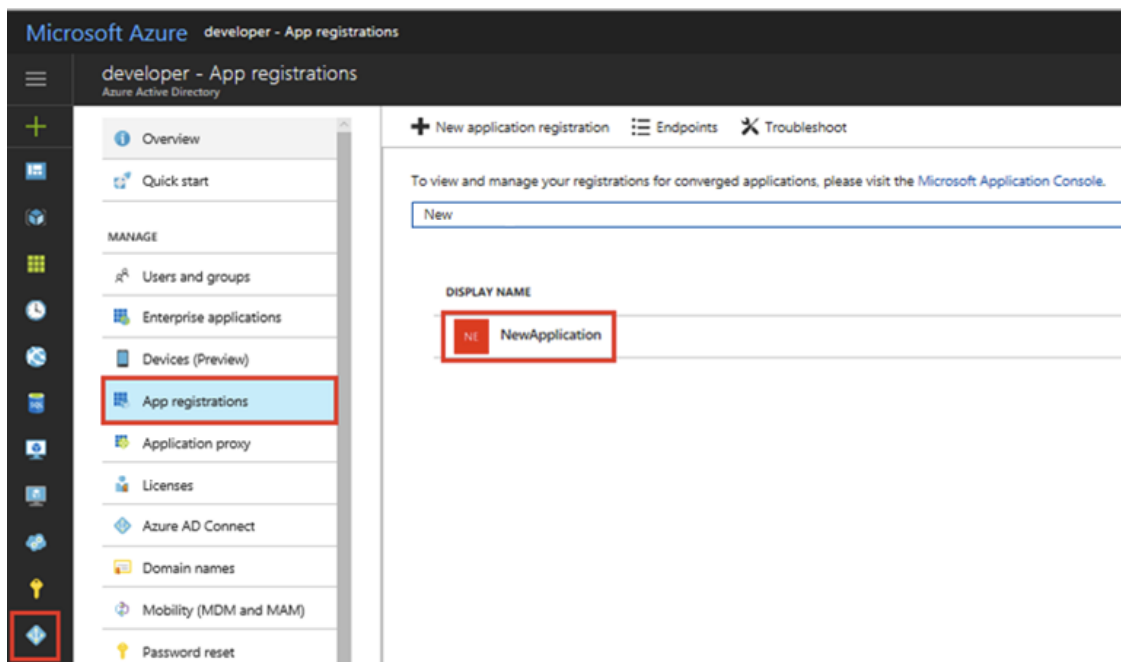 Microsoft Azure developer - App registrations
developer - App registrations
Azure Active Directory
Overview
Quick start
MANAGE
Users and groups
Enterprise applications
Devices (Preview)
App registrations
Application proxy
Licenses
Azure AD Connect
Domain names
Mobility (MDM and MAM)
Password reset
New application registration Endpoints Troubleshoot
To view and manage your registrations for converged applications, please visit the Microsoft Application Console.
New
DISPLAY NAME
NE NewApplication